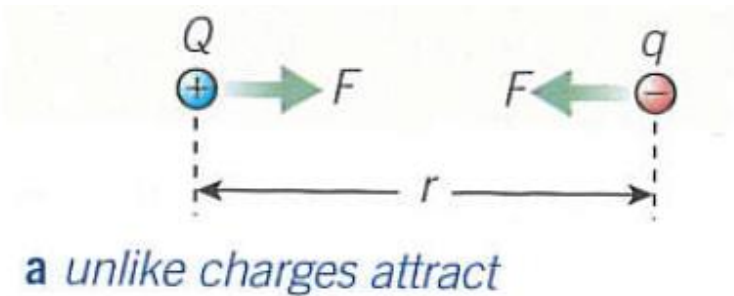 Q q
+ F F −
r
a unlike charges attract